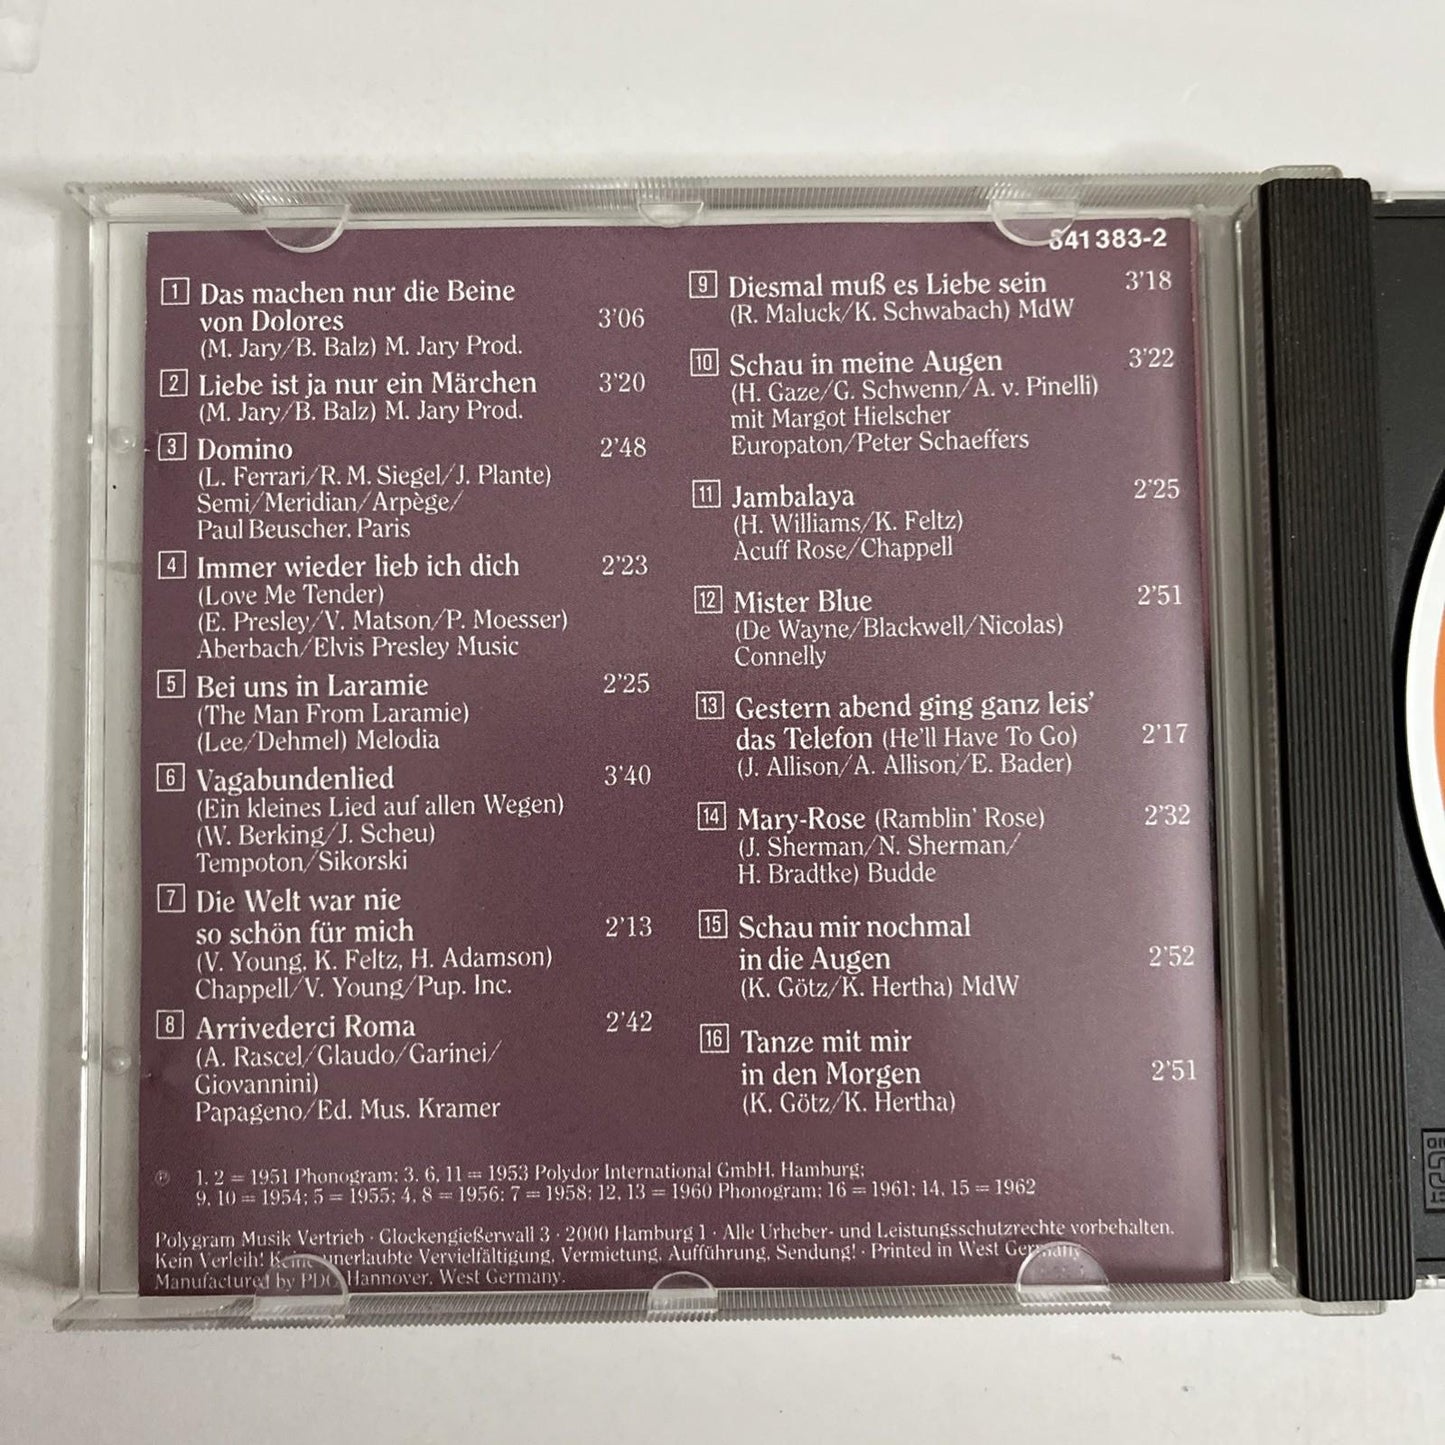 841 383-2
1 Das machen nur die Beine
von Dolores 3'06
(M. Jary/B. Balz) M. Jary Prod.
2 Liebe ist ja nur ein Märchen 3'20
(M. Jary/B. Balz) M. Jary Prod.
3 Domino 2'48
(L. Ferrari/R. M. Siegel/J. Plante)
Semi/Meridian/Arpège/
Paul Beuscher, Paris
4 Immer wieder lieb ich dich 2'23
(Love Me Tender)
(E. Presley/V. Matson/P. Moesser)
Aberbach/Elvis Presley Music
5 Bei uns in Laramie 2'25
(The Man From Laramie)
(Lee/Dehmel) Melodia
6 Vagabundenlied 3'40
(Ein kleines Lied auf allen Wegen)
(W. Berking/J. Scheu)
Tempoton/Sikorski
7 Die Welt war nie
so schön für mich 2'13
(V. Young, K. Feltz, H. Adamson)
Chappell/V. Young/Pup. Inc.
8 Arrivederci Roma 2'42
(A. Rascel/Glaudo/Garinei/
Giovannini)
Papageno/Ed. Mus. Kramer
9 Diesmal muß es Liebe sein 3'18
(R. Maluck/K. Schwabach) MdW
10 Schau in meine Augen 3'22
(H. Gaze/G. Schwenn/A. v. Pinelli)
mit Margot Hielscher
Europaton/Peter Schaeffers
11 Jambalaya 2'25
(H. Williams/K. Feltz)
Acuff Rose/Chappell
12 Mister Blue 2'51
(De Wayne/Blackwell/Nicolas)
Connelly
13 Gestern abend ging ganz leis'
das Telefon (He'll Have To Go) 2'17
(J. Allison/A. Allison/E. Bader)
14 Mary-Rose (Ramblin' Rose) 2'32
(J. Sherman/N. Sherman/
H. Bradtke) Budde
15 Schau mir nochmal
in die Augen 2'52
(K. Götz/K. Hertha) MdW
16 Tanze mit mir
in den Morgen 2'51
(K. Götz/K. Hertha)
℗ 1, 2 = 1951 Phonogram; 3, 6, 11 = 1953 Polydor International GmbH, Hamburg;
9, 10 = 1954; 5 = 1955; 4, 8 = 1956; 7 = 1958; 12, 13 = 1960 Phonogram; 16 = 1961; 14, 15 = 1962
Polygram Musik Vertrieb · Glockengießerwall 3 · 2000 Hamburg 1 · Alle Urheber- und Leistungsschutzrechte vorbehalten.
Kein Verleih! Keine unerlaubte Vervielfältigung, Vermietung, Aufführung, Sendung! · Printed in West Germany
Manufactured by PDO, Hannover, West Germany.